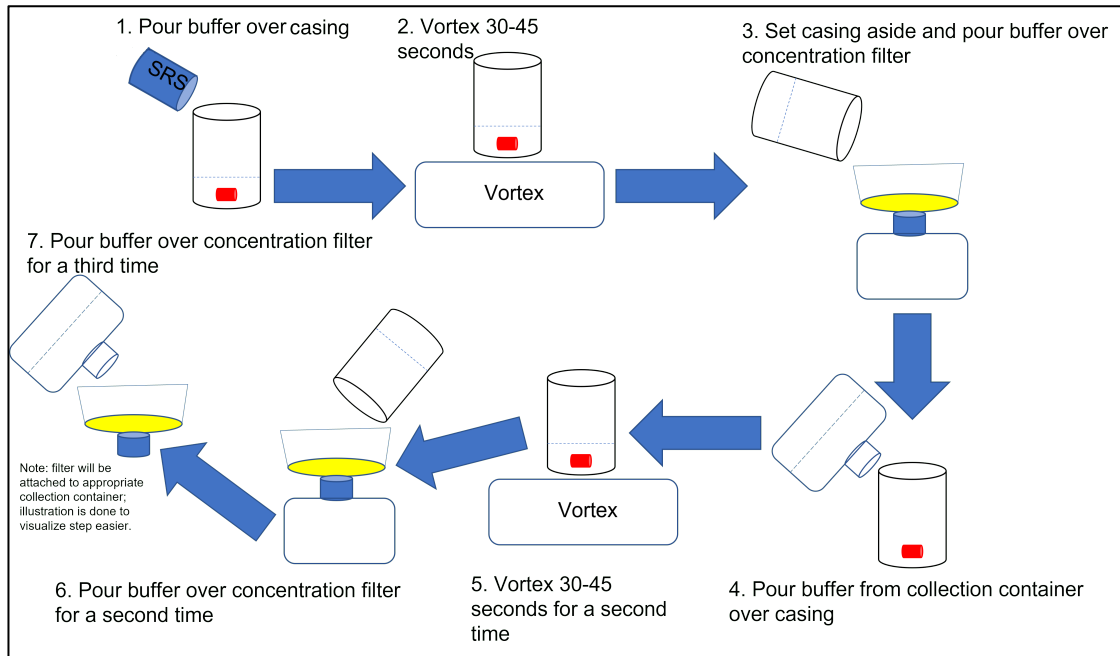 1. Pour buffer over casing
SRS
2. Vortex 30-45
seconds
Vortex
3. Set casing aside and pour buffer over
concentration filter
4. Pour buffer from collection container
over casing
Vortex
5. Vortex 30-45
seconds for a second
time
6. Pour buffer over concentration filter
for a second time
7. Pour buffer over concentration filter
for a third time
Note: filter will be
attached to appropriate
collection container;
illustration is done to
visualize step easier.